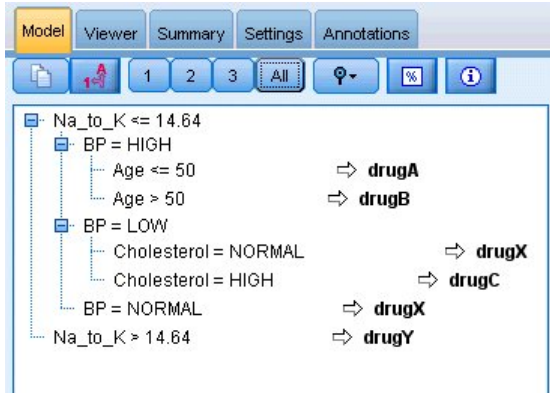 Model Viewer Summary Settings Annotations
1 2 3 All %  i
Na_to_K <= 14.64
BP = HIGH
Age <= 50 ⇨ drugA
Age > 50 ⇨ drugB
BP = LOW
Cholesterol = NORMAL ⇨ drugX
Cholesterol = HIGH ⇨ drugC
BP = NORMAL ⇨ drugX
Na_to_K > 14.64 ⇨ drugY